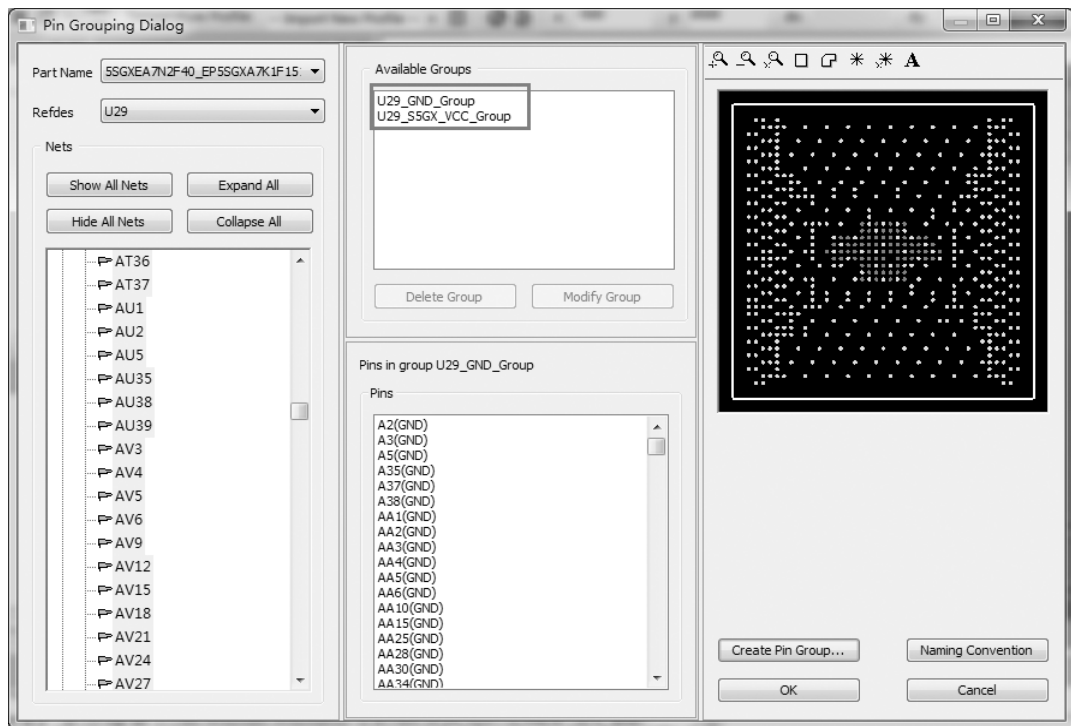 Pin Grouping Dialog
Part Name
5SGXEA7N2F40_EP5SGXA7K1F15:
Refdes
U29
Nets
Show All Nets
Expand All
Hide All Nets
Collapse All
AT36
AT37
AU1
AU2
AU5
AU35
AU38
AU39
AV3
AV4
AV5
AV6
AV9
AV12
AV15
AV18
AV21
AV24
AV27
Available Groups
U29_GND_Group
U29_S5GX_VCC_Group
Delete Group
Modify Group
Pins in group U29_GND_Group
Pins
A2(GND)
A3(GND)
A5(GND)
A35(GND)
A37(GND)
A38(GND)
AA1(GND)
AA2(GND)
AA3(GND)
AA4(GND)
AA5(GND)
AA6(GND)
AA10(GND)
AA15(GND)
AA25(GND)
AA28(GND)
AA30(GND)
AA34(GND)
A
Create Pin Group...
Naming Convention
OK
Cancel